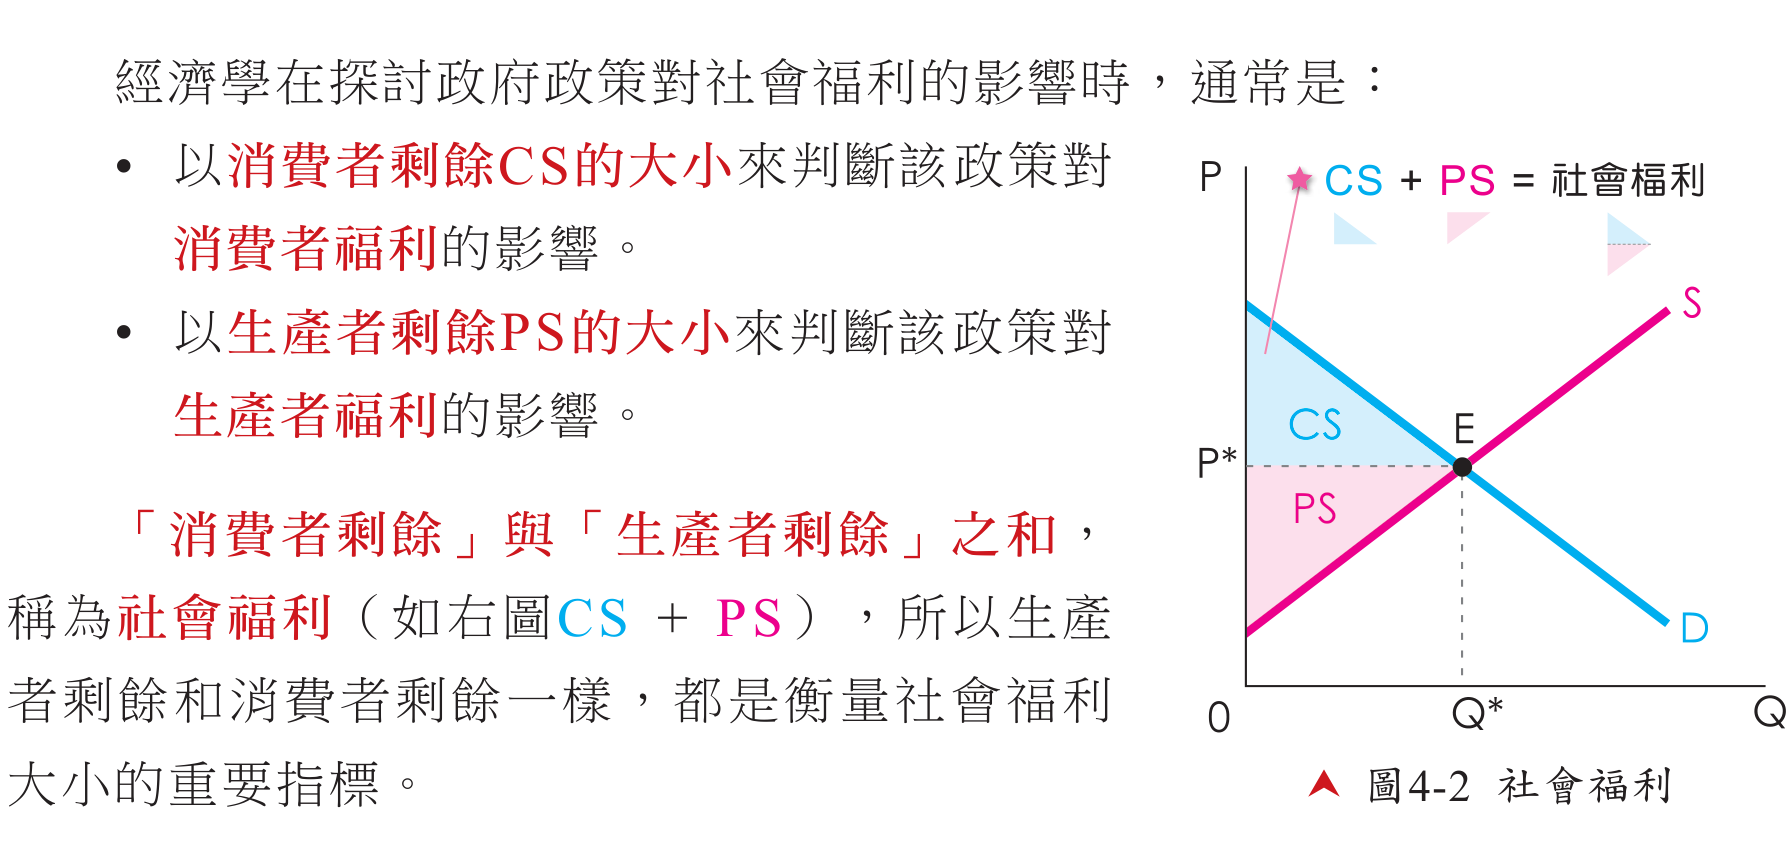 經濟學在探討政府政策對社會福利的影響時，通常是：
• 以消費者剩餘CS的大小來判斷該政策對
消費者福利的影響。
• 以生產者剩餘PS的大小來判斷該政策對
生產者福利的影響。
「消費者剩餘」與「生產者剩餘」之和，
稱為社會福利（如右圖CS + PS），所以生產
者剩餘和消費者剩餘一樣，都是衡量社會福利
大小的重要指標。
P
CS + PS = 社會福利
S
CS
E
P*
PS
D
0
Q*
Q
圖4-2 社會福利